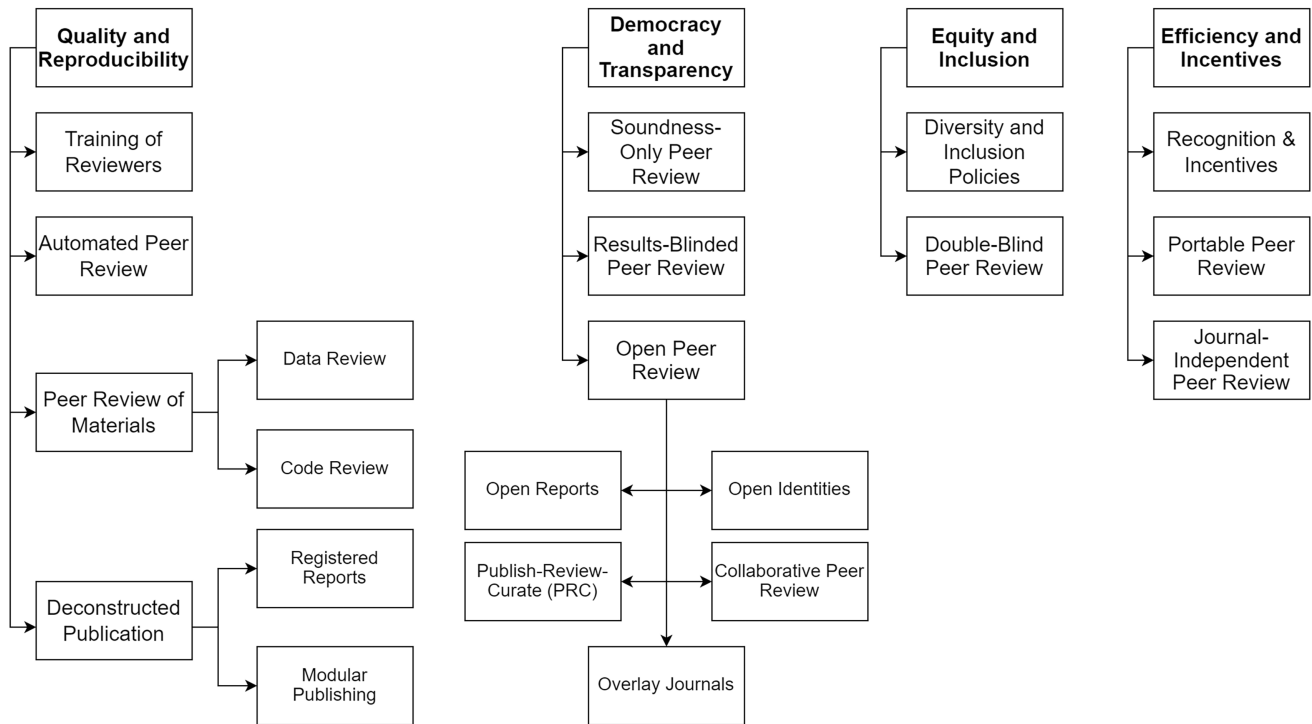 Quality and
Reproducibility
Training of
Reviewers
Automated Peer
Review
Peer Review of
Materials
Data Review
Code Review
Deconstructed
Publication
Registered
Reports
Modular
Publishing
Democracy
and
Transparency
Soundness-
Only Peer
Review
Results-Blinded
Peer Review
Open Peer
Review
Open Reports
Open Identities
Publish-Review-
Curate (PRC)
Collaborative Peer
Review
Overlay Journals
Equity and
Inclusion
Diversity and
Inclusion
Policies
Double-Blind
Peer Review
Efficiency and
Incentives
Recognition &
Incentives
Portable Peer
Review
Journal-
Independent
Peer Review